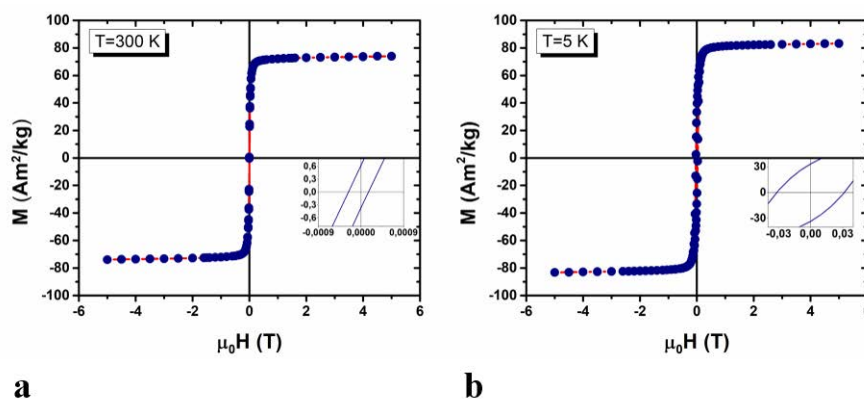 100
80
60
40
20
0
-20
-40
-60
-80
-100
M (Am²/kg)
T=300 K
0,6
0,3
0,0
-0,3
-0,6
-0,0009 0,0000 0,0009
-6 -4 -2 0 2 4 6
μ₀H (T)
a
100
80
60
40
20
0
-20
-40
-60
-80
-100
M (Am²/kg)
T=5 K
30
0
-30
-0,03 0,00 0,03
-6 -4 -2 0 2 4 6
μ₀H (T)
b